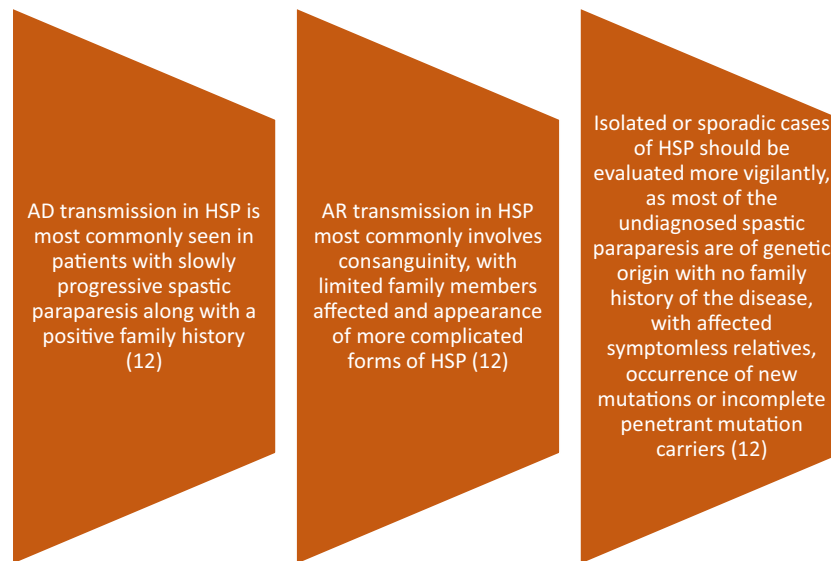 AD transmission in HSP is
most commonly seen in
patients with slowly
progressive spastic
paraparesis along with a
positive family history
(12)
AR transmission in HSP
most commonly involves
consanguinity, with
limited family members
affected and appearance
of more complicated
forms of HSP (12)
Isolated or sporadic cases
of HSP should be
evaluated more vigilantly,
as most of the
undiagnosed spastic
paraparesis are of genetic
origin with no family
history of the disease,
with affected
symptomless relatives,
occurrence of new
mutations or incomplete
penetrant mutation
carriers (12)